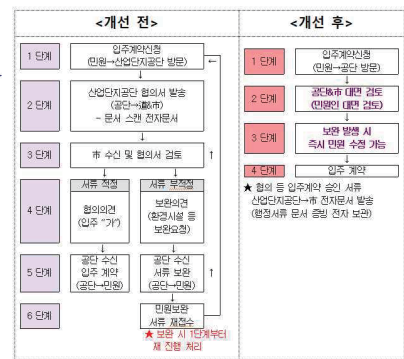 <개선 전>
1 단계
입주계약신청
(민원→산업단지공단 방문)
2 단계
산업단지공단 협의서 발송
(공단→道&市)
~ 문서 스캔 전자문서
3 단계
市 수신 및 협의서 검토
4 단계
서류 적정
서류 부적정
협의의견
(입주 "가")
보완의견
(환경시설 등
보완요청)
5 단계
공단 수신
입주 계약
(공단→민원)
공단 수신
서류 보완
(공단→민원)
6 단계
민원보완
서류 재접수
★ 보완 시 1단계부터
재 진행 처리
<개선 후>
1 단계
입주계약신청
(민원→공단 방문)
2 단계
공단&市 대면 검토
(민원인 대면 검토)
3 단계
보완 발생 시
즉시 민원 수정 가능
4 단계
입주 계약
★ 협의 등 입주계약 승인 서류
산업단지공단→市 전자문서 발송
(행정서류 문서 증빙 전자 보관)